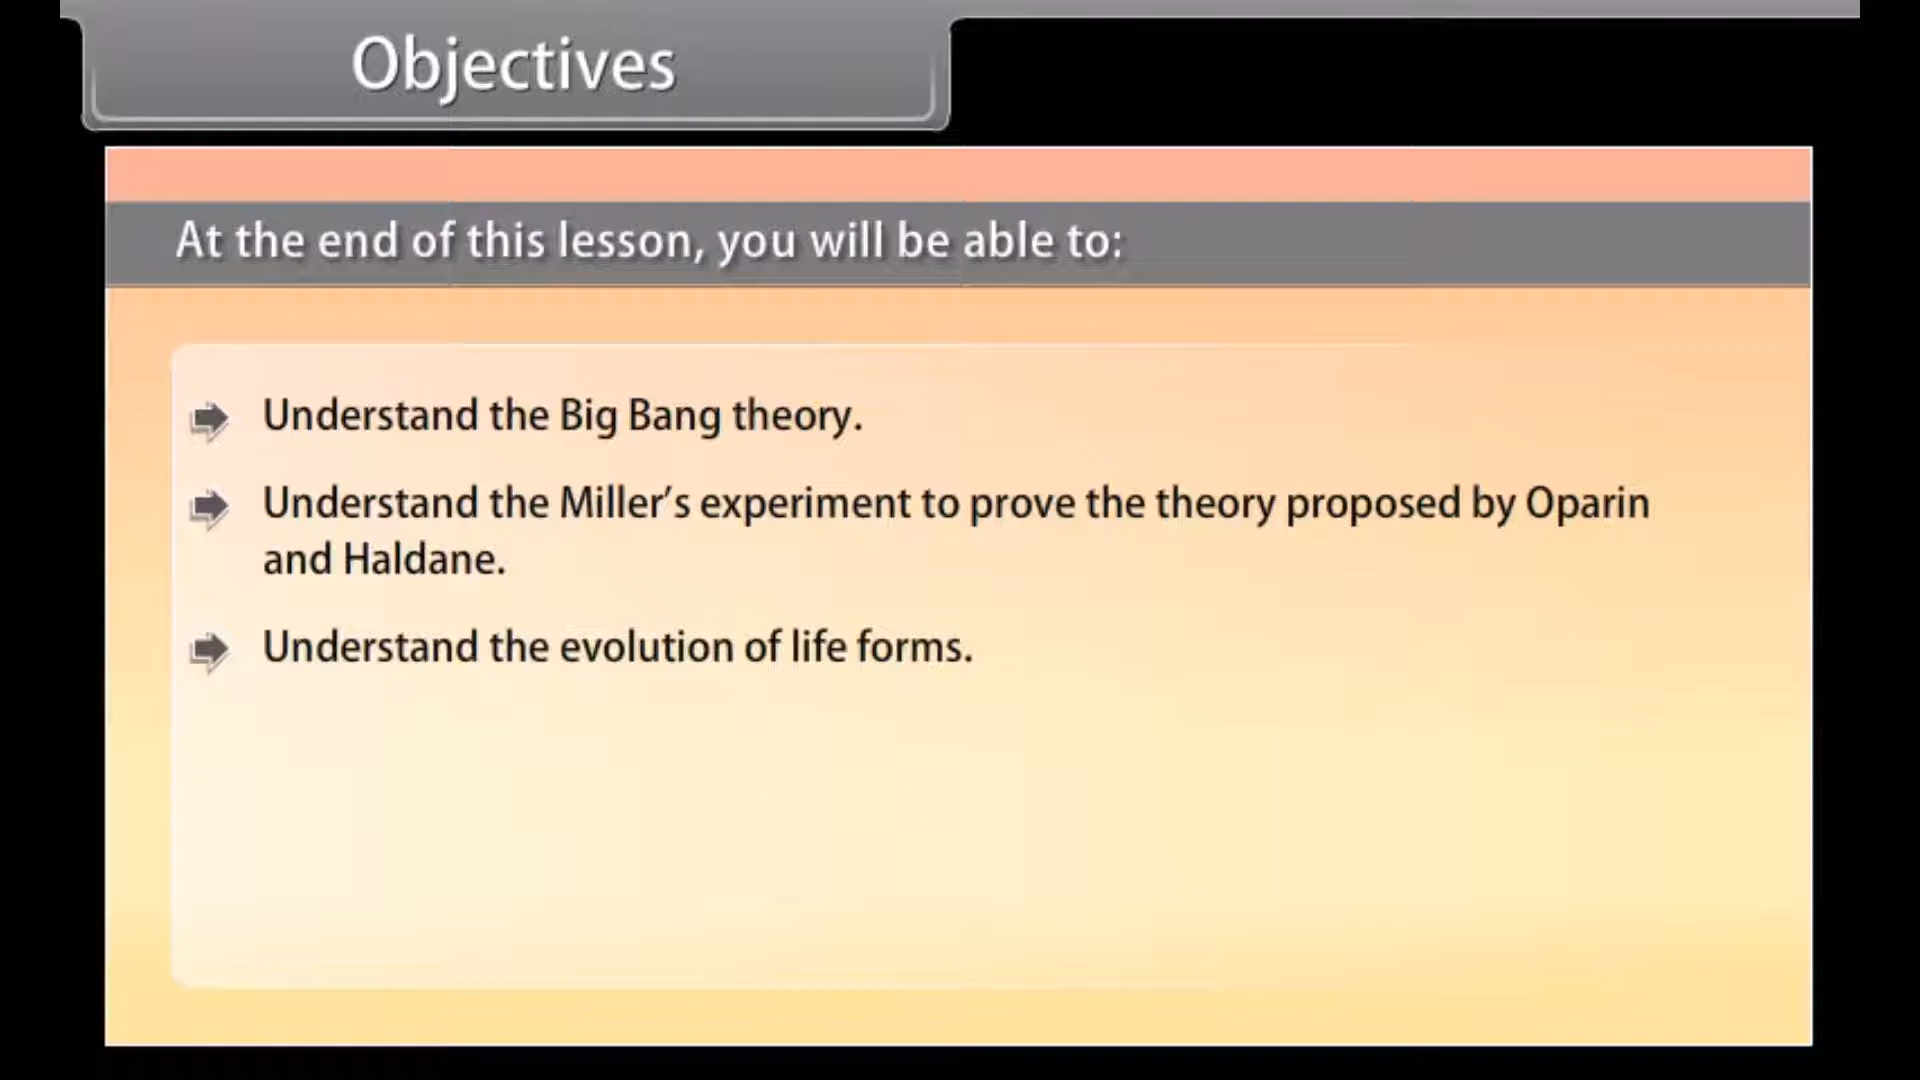 Objectives
At the end of this lesson, you will be able to:
Understand the Big Bang theory.
Understand the Miller’s experiment to prove the theory proposed by Oparin
and Haldane.
Understand the evolution of life forms.